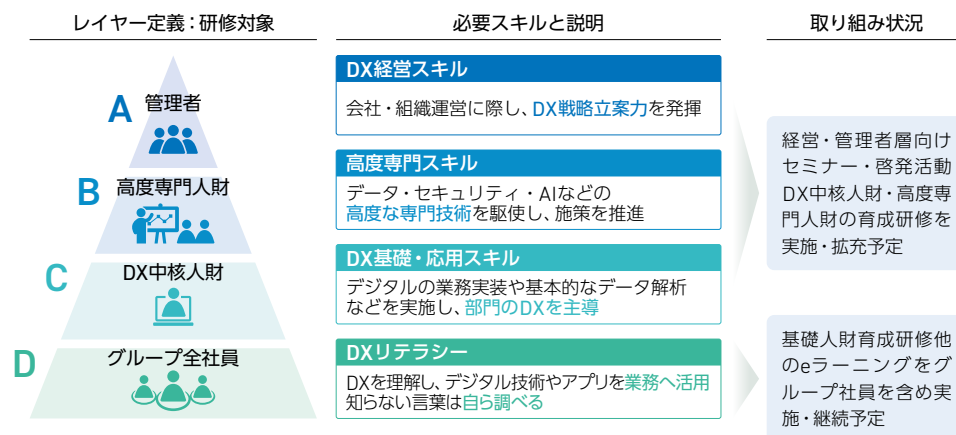 レイヤー定義：研修対象
必要スキルと説明
取り組み状況
A
管理者
B
高度専門人財
C
DX中核人財
D
グループ全社員
DX経営スキル
会社・組織運営に際し、DX戦略立案力を発揮
高度専門スキル
データ・セキュリティ・AIなどの
高度な専門技術を駆使し、施策を推進
DX基礎・応用スキル
デジタルの業務実装や基本的なデータ解析
などを実施し、部門のDXを主導
DXリテラシー
DXを理解し、デジタル技術やアプリを業務へ活用
知らない言葉は自ら調べる
経営・管理者層向け
セミナー・啓発活動
DX中核人財・高度専
門人財の育成研修を
実施・拡充予定
基礎人財育成研修他
のeラーニングをグ
ループ社員を含め実
施・継続予定